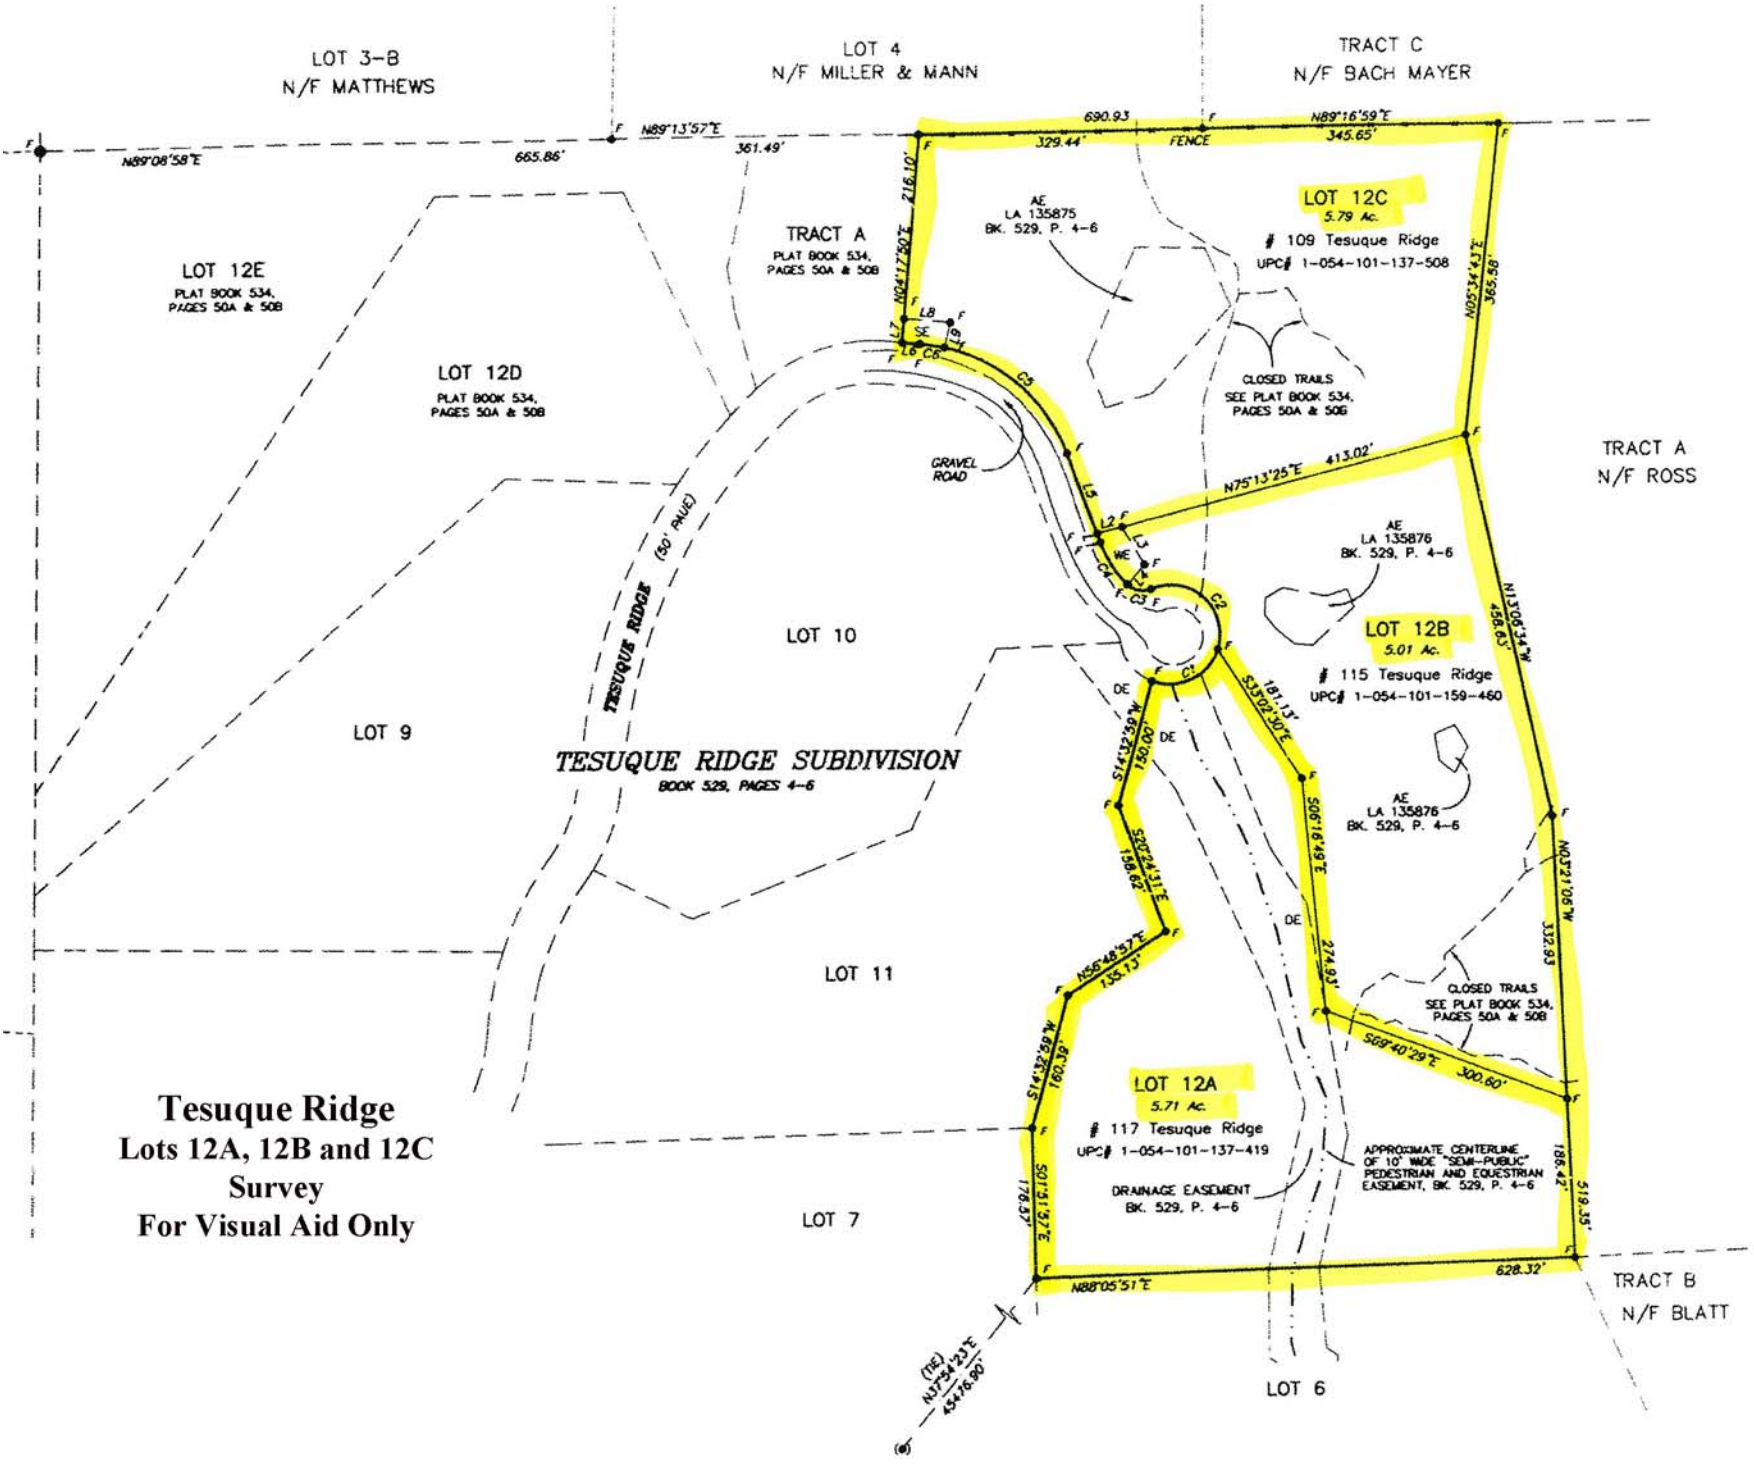 LOT 3-B
N/F MATTHEWS
LOT 4
N/F MILLER & MANN
TRACT C
N/F BACH MAYER
F
N89°08'58"E
665.86'
F
N89°13'57"E
361.49'
690.93
329.44'
F
FENCE
N89°16'59"E
345.65'
F
F
216.10'
N04°17'50"E
LOT 12E
PLAT BOOK 534,
PAGES 50A & 50B
TRACT A
PLAT BOOK 534,
PAGES 50A & 50B
AE
LA 135875
BK. 529, P. 4-6
LOT 12C
5.79 Ac.
# 109 Tesuque Ridge
UPC# 1-054-101-137-508
N05°34'43"E
365.58'
F
L8
F
L7
SE
L9
L6
C6
F
F
C5
LOT 12D
PLAT BOOK 534,
PAGES 50A & 50B
CLOSED TRAILS
SEE PLAT BOOK 534,
PAGES 50A & 50B
GRAVEL
ROAD
F
L5
N75°13'25"E
413.02'
F
TRACT A
N/F ROSS
(50' PAUE)
TESUQUE RIDGE
L2
F
L1
F
F
WE
L3
F
C4
F
C3
F
C2
AE
LA 135876
BK. 529, P. 4-6
N13°06'34"W
458.63'
LOT 10
LOT 12B
5.01 Ac.
# 115 Tesuque Ridge
UPC# 1-054-101-159-460
F
C1
F
DE
DE
181.13'
S33°02'30"E
S14°32'59"W
150.00'
LOT 9
TESUQUE RIDGE SUBDIVISION
BOOK 529, PAGES 4-6
AE
LA 135876
BK. 529, P. 4-6
F
F
F
S20°24'31"E
158.62'
S06°16'49"E
274.93'
DE
N03°21'06"W
332.93
F
N56°48'57"E
135.13'
LOT 11
F
CLOSED TRAILS
SEE PLAT BOOK 534,
PAGES 50A & 50B
F
S69°40'29"E
300.60'
F
S14°32'59"W
160.39'
LOT 12A
5.71 Ac.
# 117 Tesuque Ridge
UPC# 1-054-101-137-419
F
Tesuque Ridge
Lots 12A, 12B and 12C
Survey
For Visual Aid Only
APPROXIMATE CENTERLINE
OF 10' WIDE "SEMI-PUBLIC"
PEDESTRIAN AND EQUESTRIAN
EASEMENT, BK. 529, P. 4-6
DRAINAGE EASEMENT
BK. 529, P. 4-6
186.42'
519.35'
S01°51'57"E
176.57'
LOT 7
F
F
N88°05'51"E
628.32'
TRACT B
N/F BLATT
(TIE)
N37°54'23"E
45476.90'
LOT 6